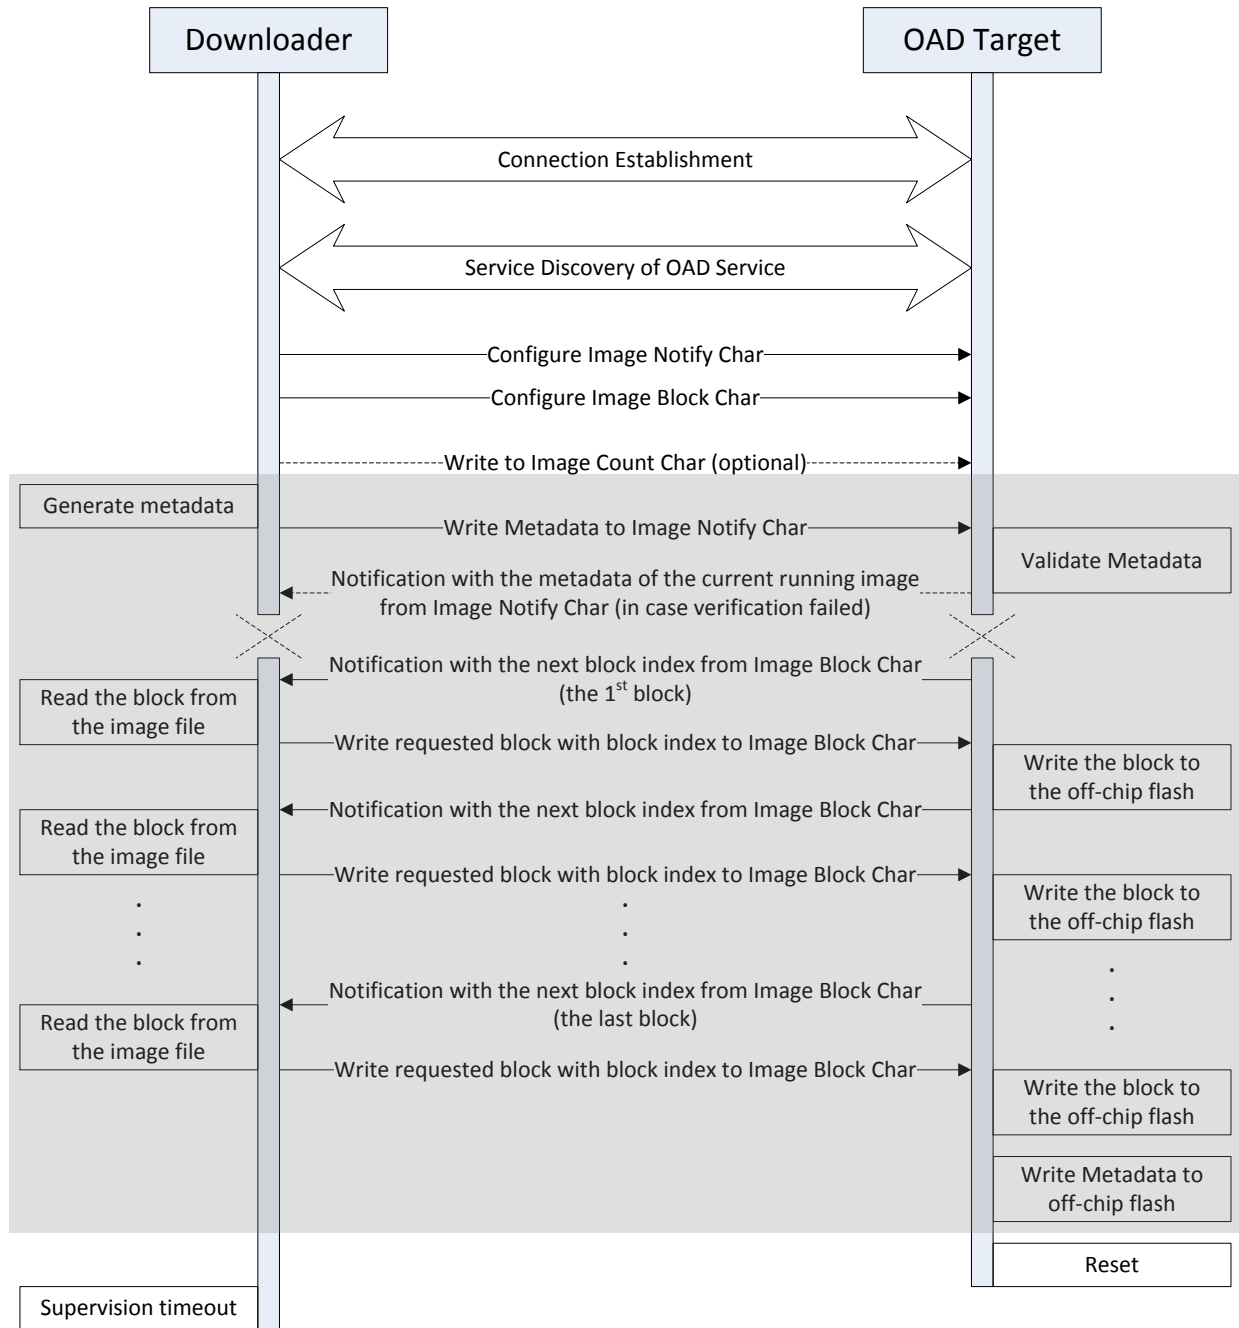 Downloader
OAD Target
Connection Establishment
Service Discovery of OAD Service
Configure Image Notify Char
Configure Image Block Char
Write to Image Count Char (optional)
Generate metadata
Write Metadata to Image Notify Char
Validate Metadata
Notification with the metadata of the current running image
from Image Notify Char (in case verification failed)
Notification with the next block index from Image Block Char
(the 1st block)
Read the block from
the image file
Write requested block with block index to Image Block Char
Write the block to
the off-chip flash
Notification with the next block index from Image Block Char
Read the block from
the image file
Write requested block with block index to Image Block Char
Write the block to
the off-chip flash
.
.
.
.
.
.
.
.
.
Notification with the next block index from Image Block Char
(the last block)
Read the block from
the image file
Write requested block with block index to Image Block Char
Write the block to
the off-chip flash
Write Metadata to
off-chip flash
Reset
Supervision timeout